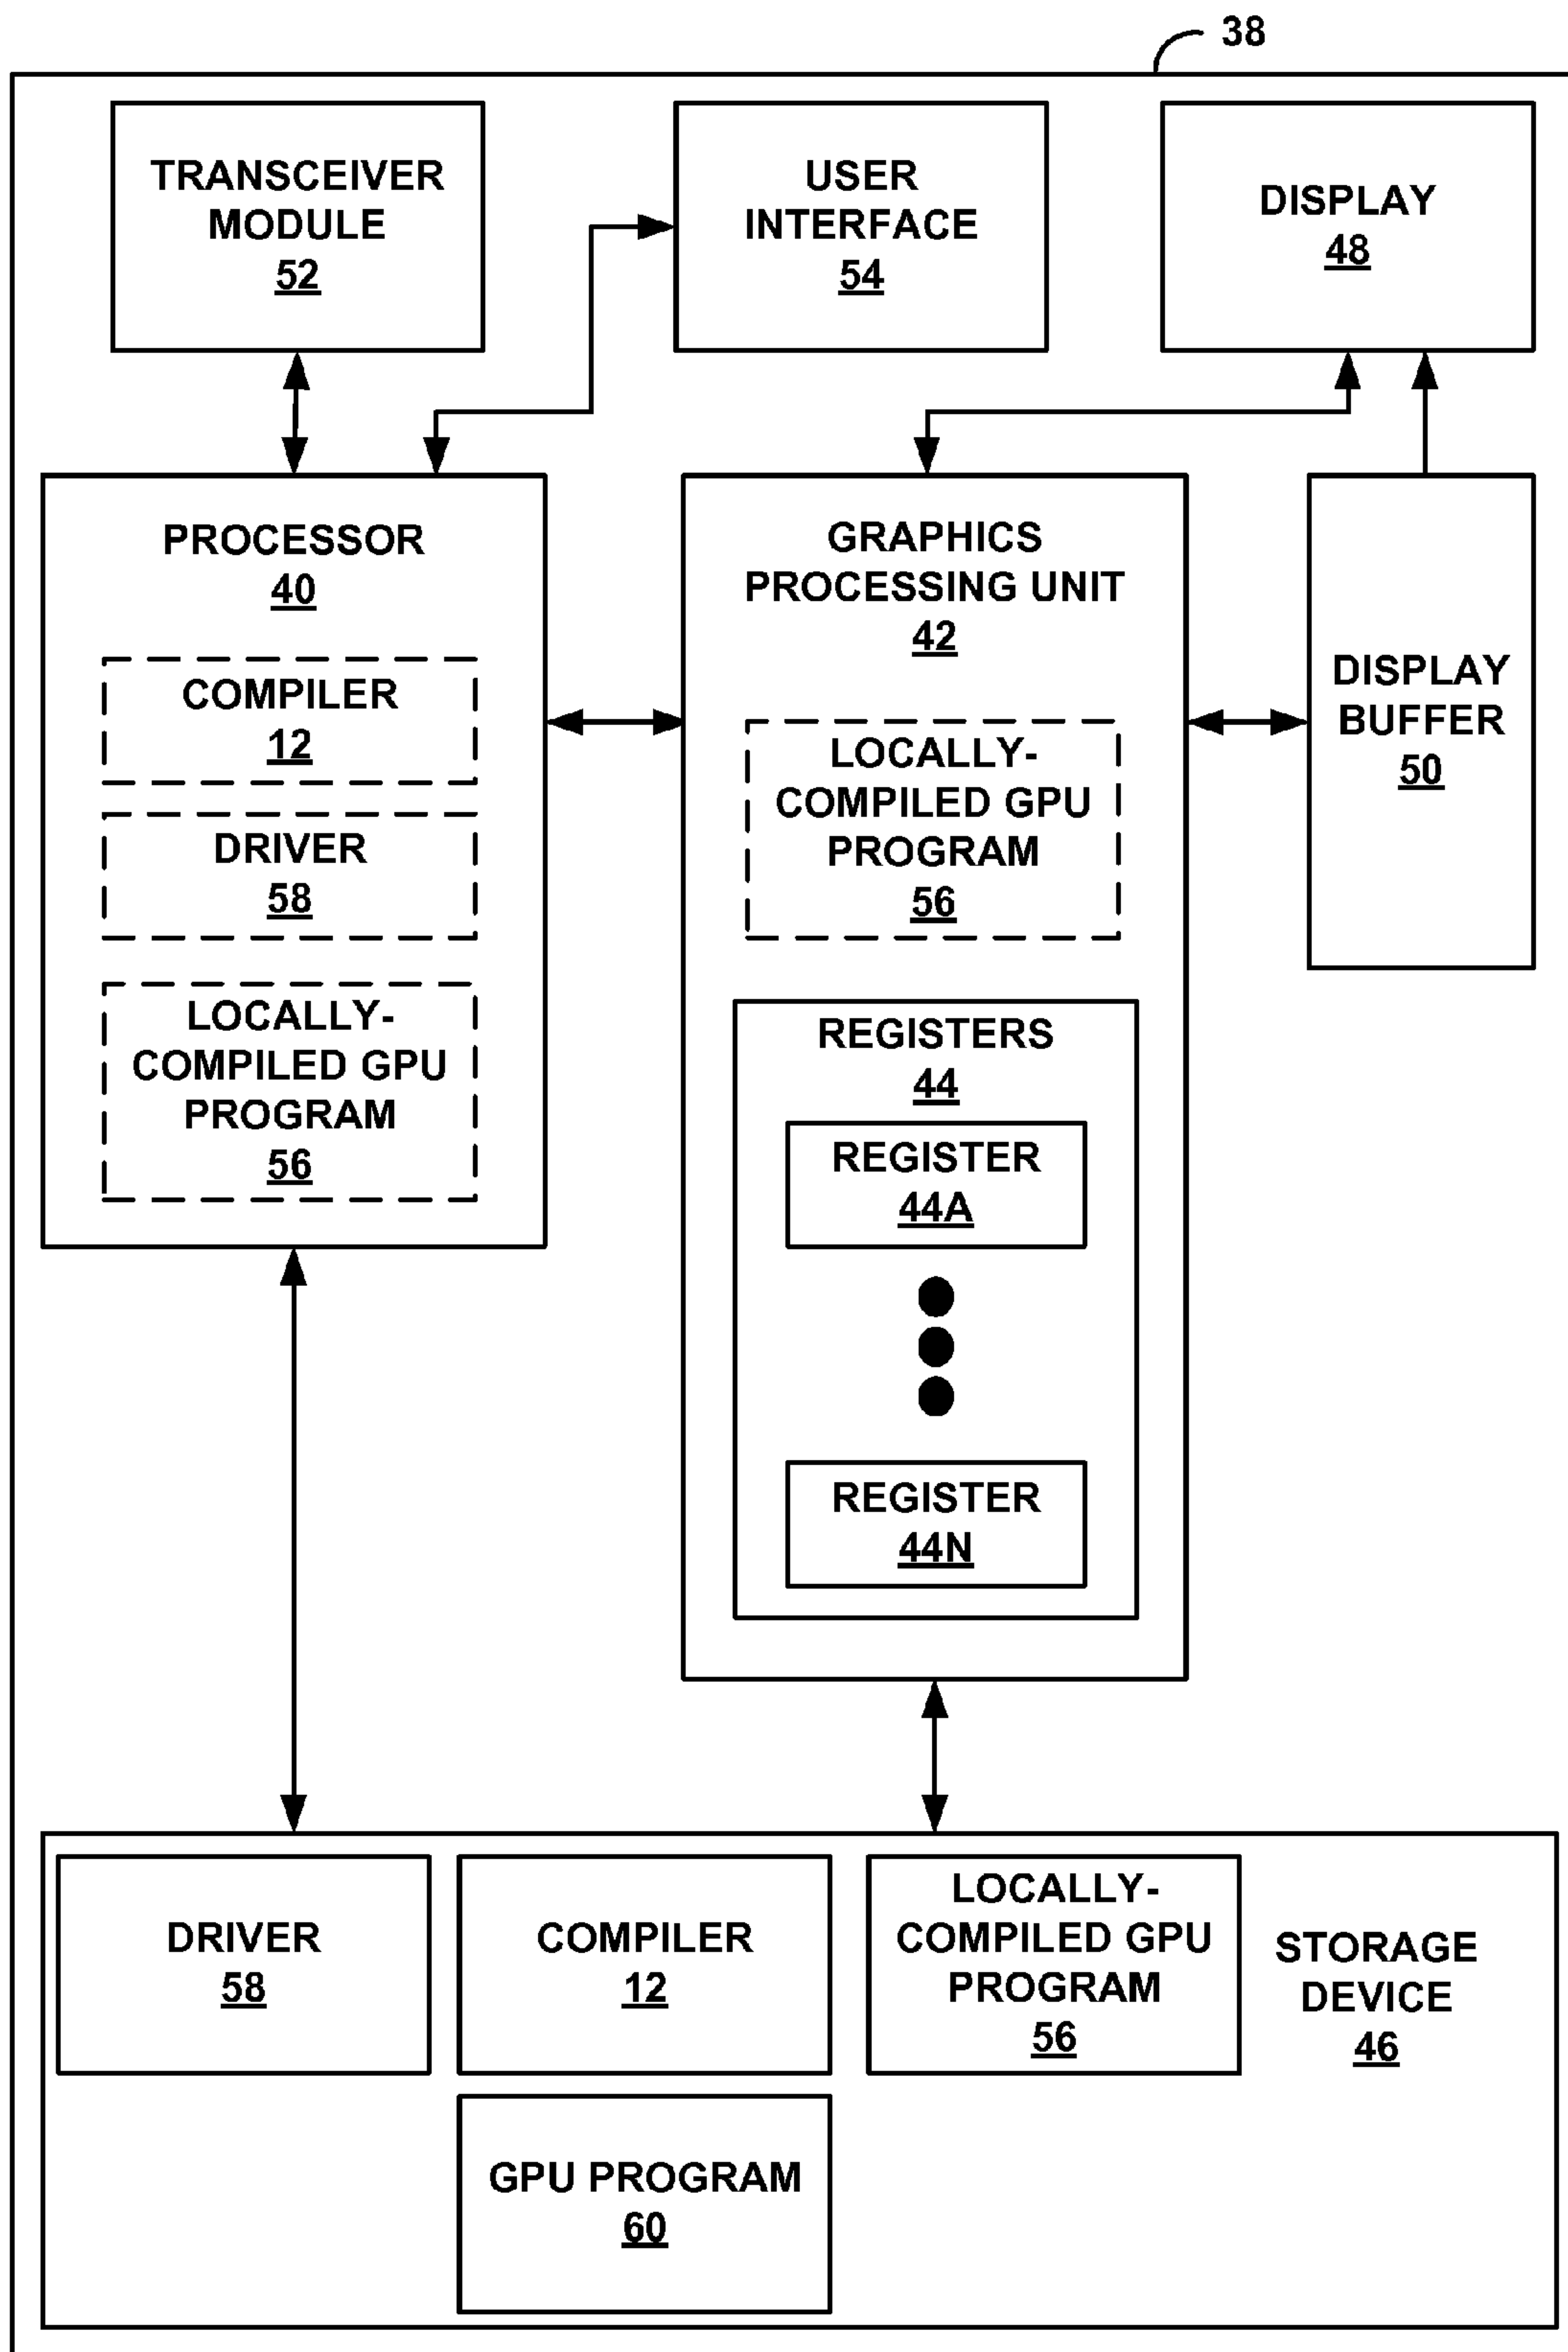 38
TRANSCEIVER
MODULE
52
USER
INTERFACE
54
DISPLAY
48
PROCESSOR
40
COMPILER
12
DRIVER
58
LOCALLY-
COMPILED GPU
PROGRAM
56
GRAPHICS
PROCESSING UNIT
42
LOCALLY-
COMPILED GPU
PROGRAM
56
REGISTERS
44
REGISTER
44A
REGISTER
44N
DISPLAY
BUFFER
50
DRIVER
58
COMPILER
12
LOCALLY-
COMPILED GPU
PROGRAM
56
STORAGE
DEVICE
46
GPU PROGRAM
60